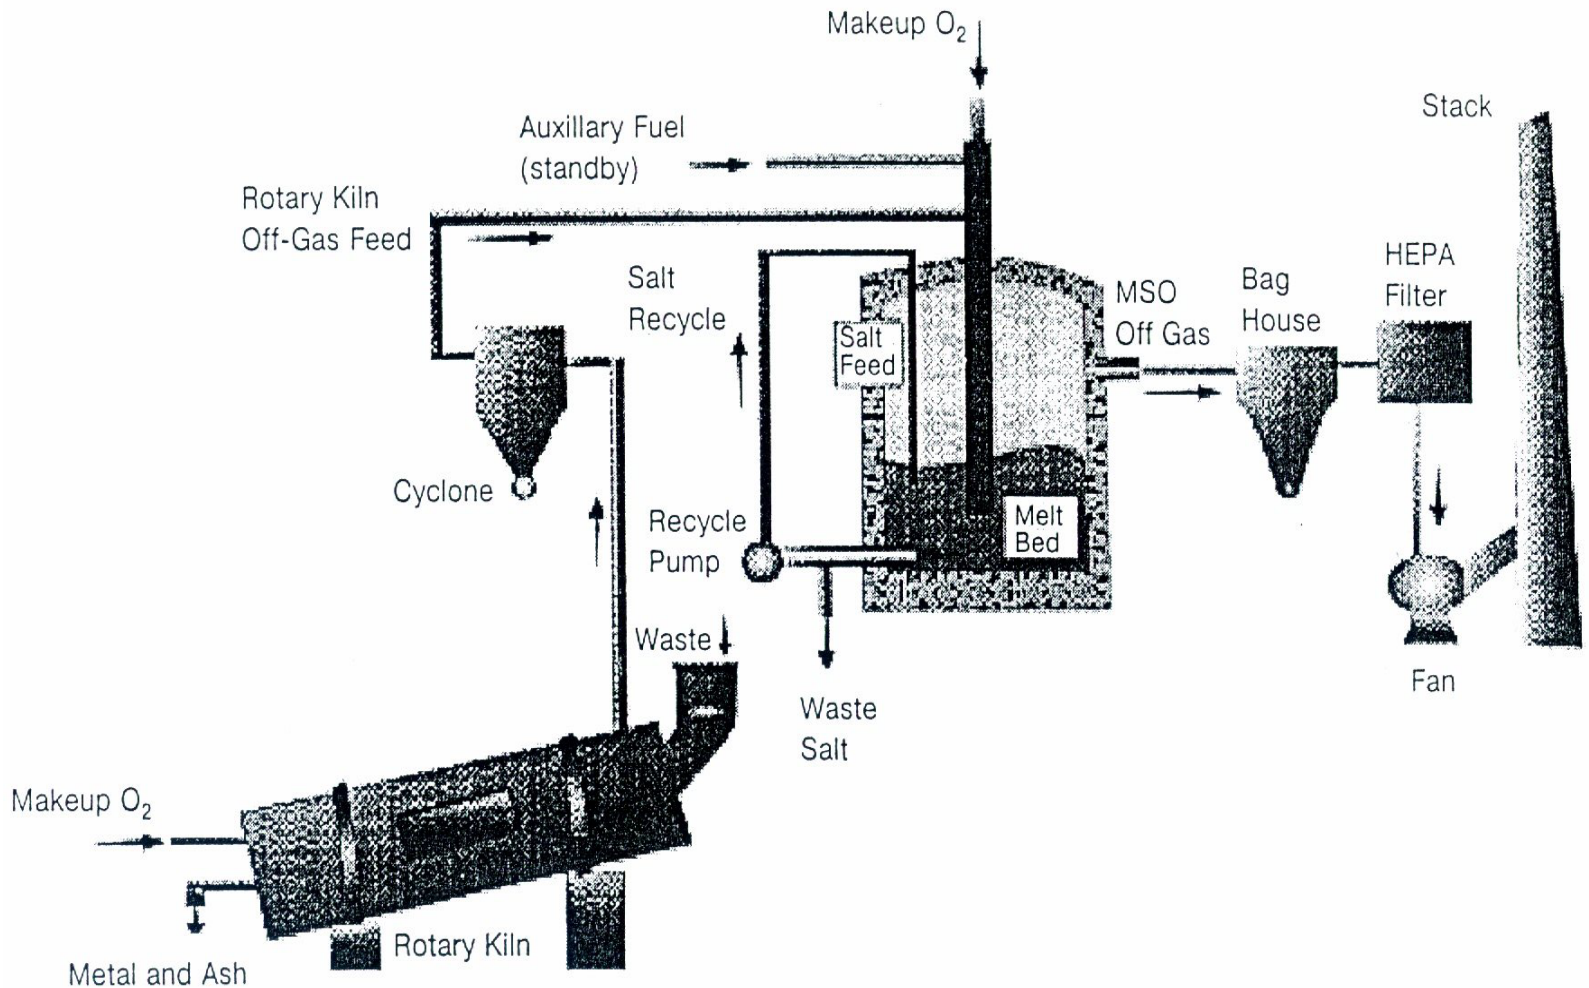 Makeup O₂
Auxillary Fuel
(standby)
Stack
Rotary Kiln
Off-Gas Feed
Salt
Recycle
Salt
Feed
MSO
Off Gas
Bag
House
HEPA
Filter
Cyclone
Recycle
Pump
Melt
Bed
Waste
Waste
Salt
Fan
Makeup O₂
Rotary Kiln
Metal and Ash